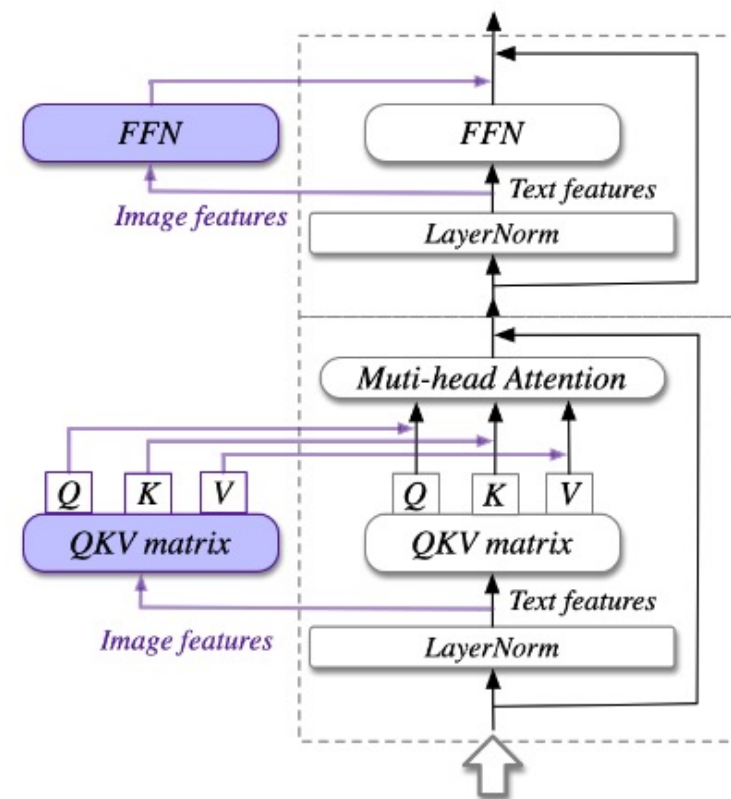 FFN
FFN
Image features
Text features
LayerNorm
Muti-head Attention
Q K V
Q K V
QKV matrix
QKV matrix
Image features
Text features
LayerNorm